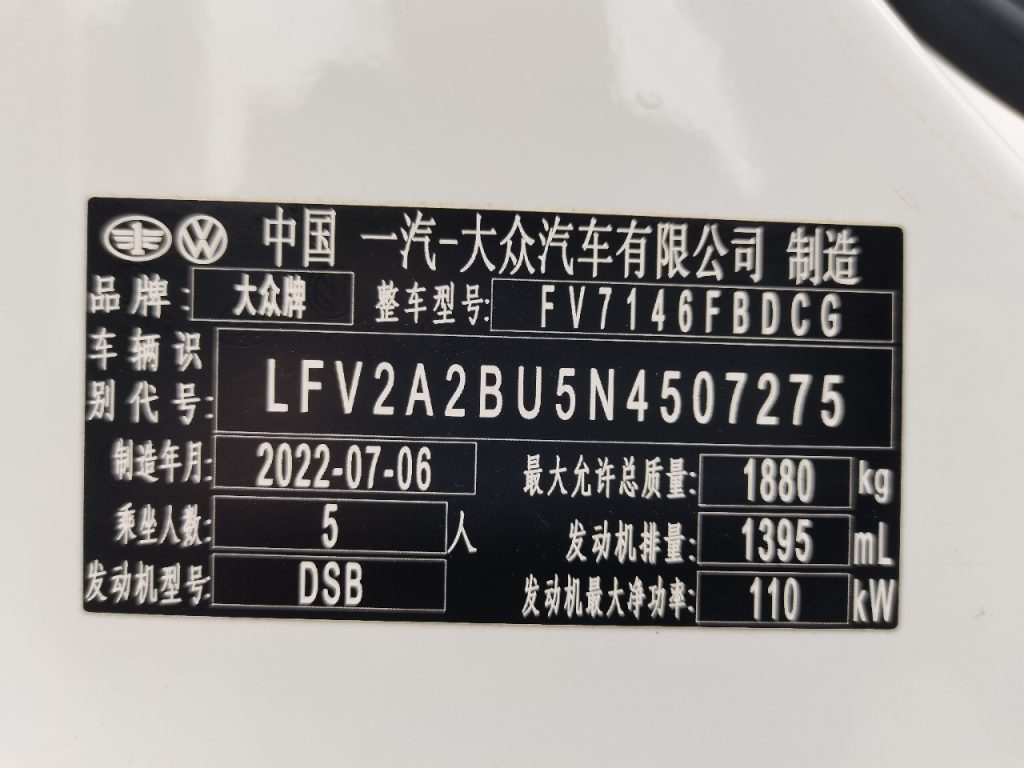 中国 一汽-大众汽车有限公司 制造
品牌: 大众牌 整车型号: FV7146FBDCG
车辆识别代号: LFV2A2BU5N4507275
制造年月: 2022-07-06 最大允许总质量: 1880 kg
乘坐人数: 5 人 发动机排量: 1395 mL
发动机型号: DSB 发动机最大净功率: 110 kW